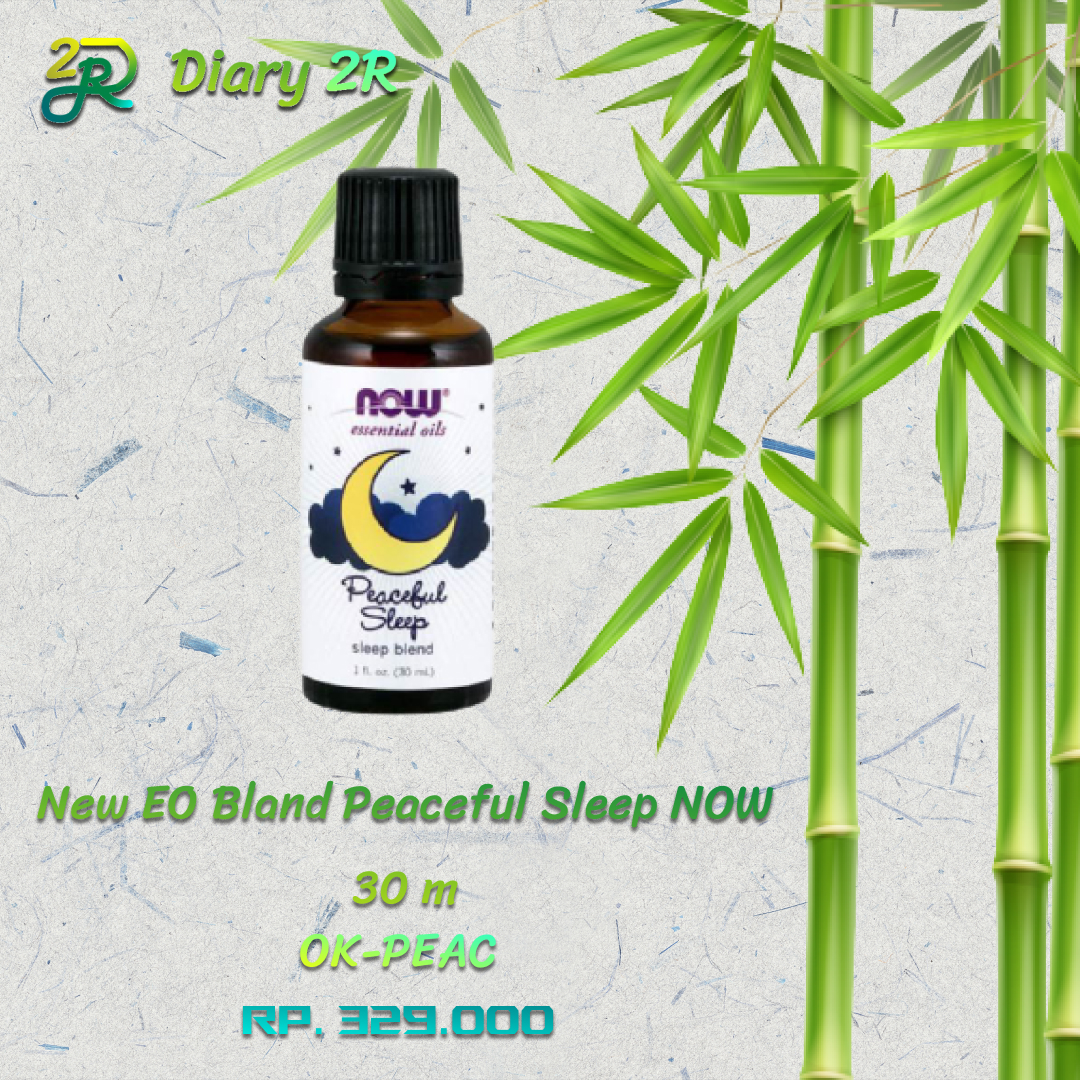 2R Diary 2R
now®
essential oils
Peaceful
Sleep
sleep blend
1 fl. oz. (30 mL)
New EO Bland Peaceful Sleep NOW
30 m
OK-PEAC
RP. 329.000